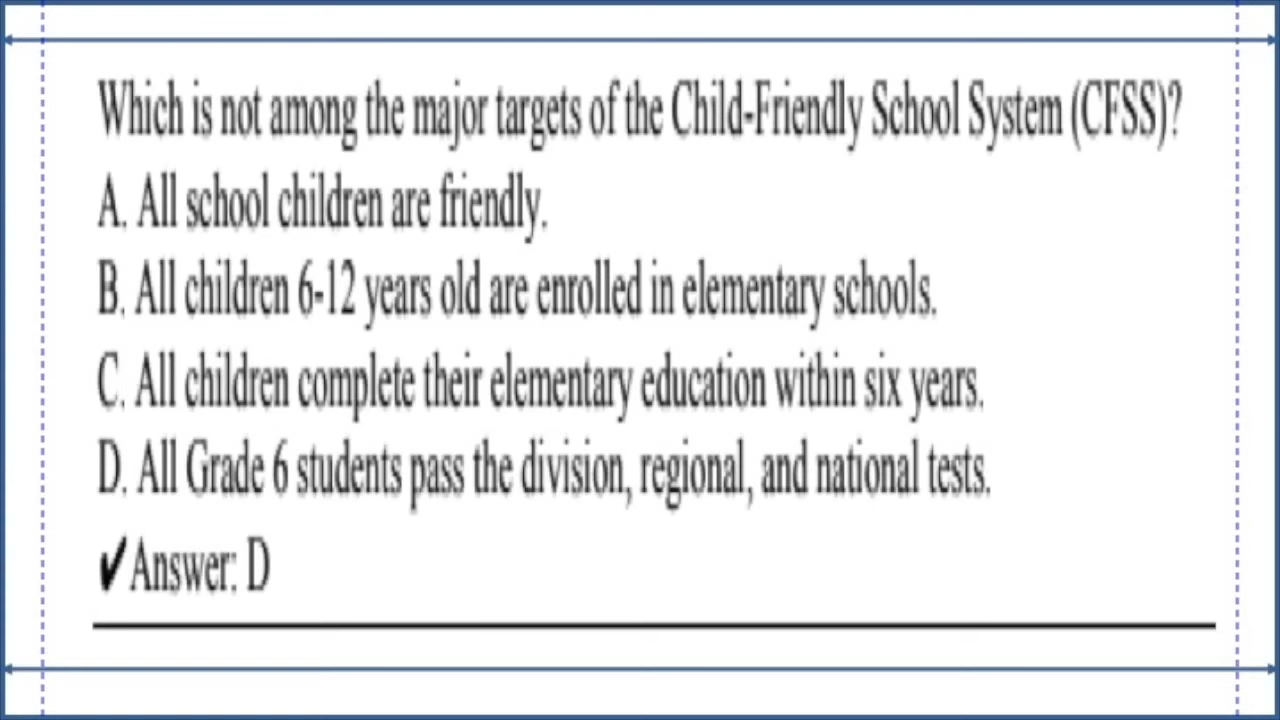 Which is not among the major targets of the Child-Friendly School System (CFSS)?
A. All school children are friendly.
B. All children 6-12 years old are enrolled in elementary schools.
C. All children complete their elementary education within six years.
D. All Grade 6 students pass the division, regional, and national tests.
✔Answer: D